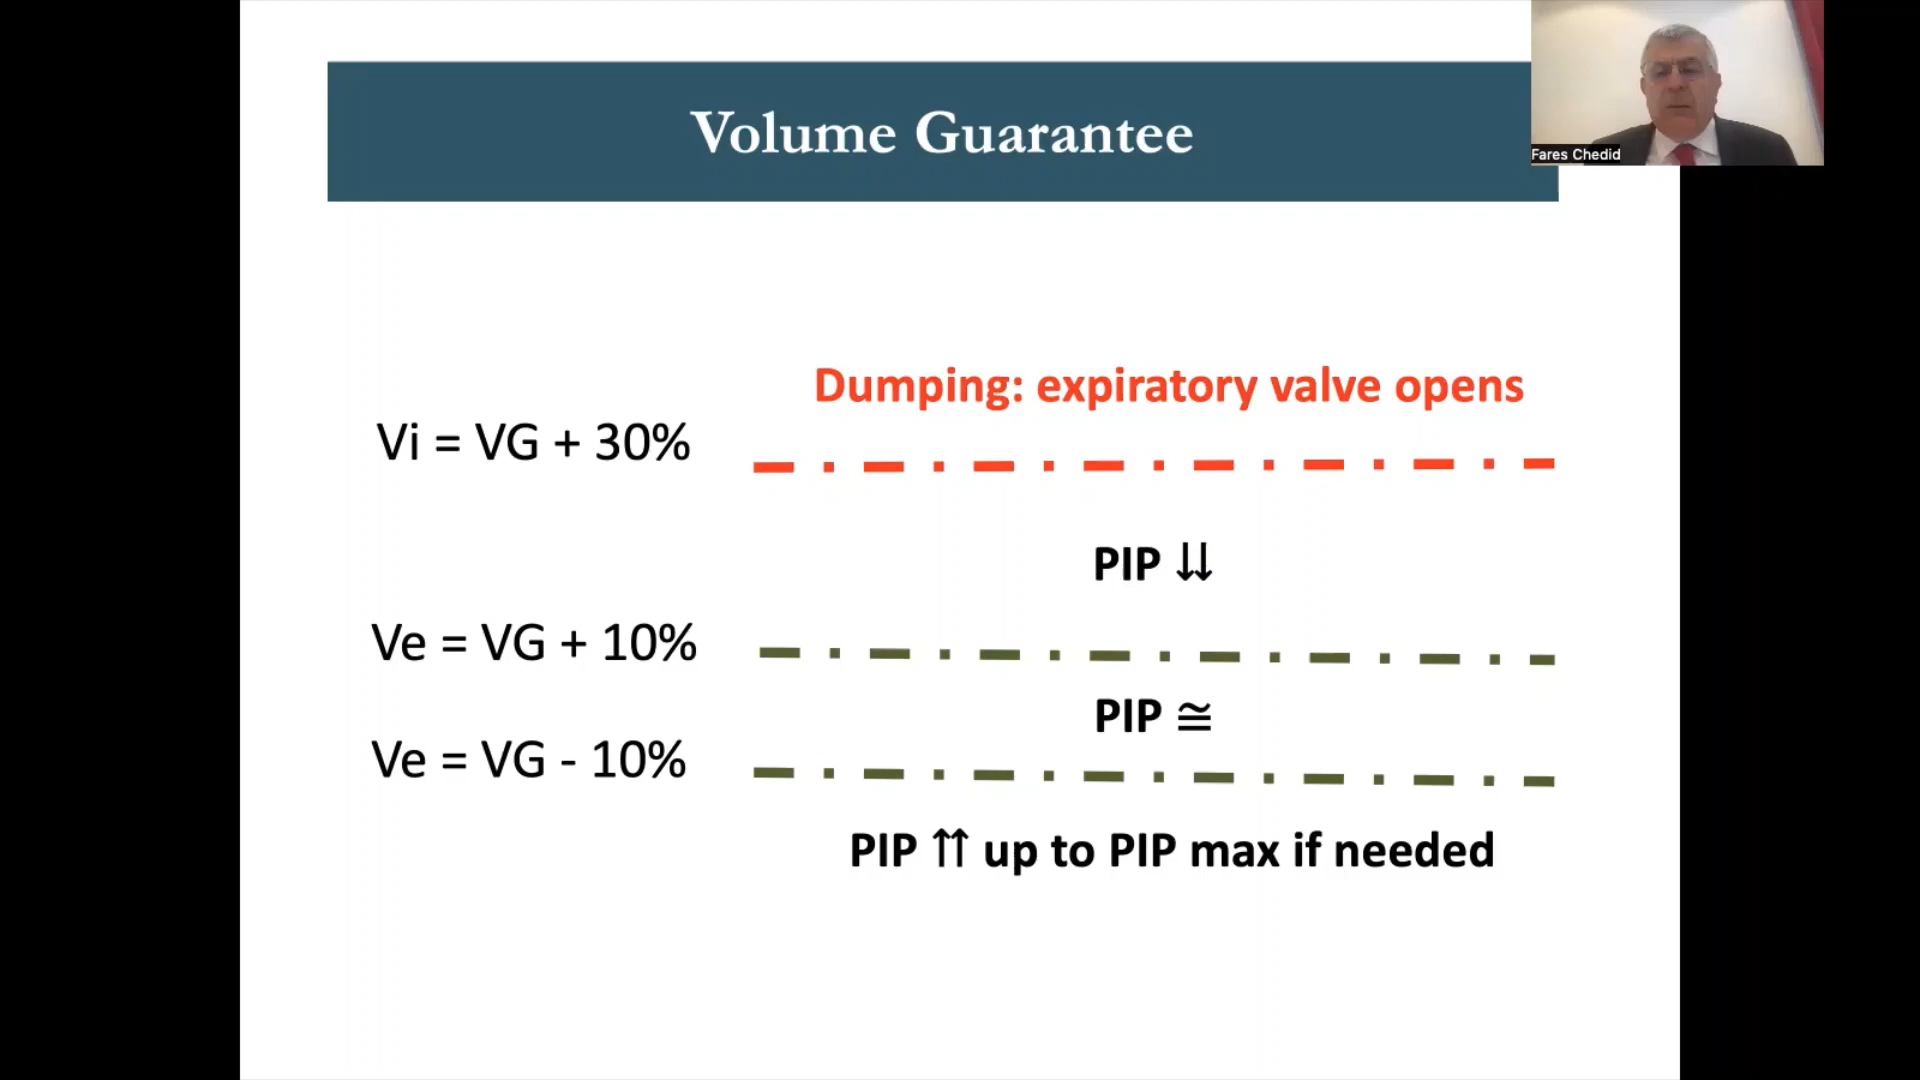 Volume Guarantee
Fares Chedid
Dumping: expiratory valve opens
Vi = VG + 30%
PIP ⇊
Ve = VG + 10%
PIP ≅
Ve = VG - 10%
PIP ⇈ up to PIP max if needed